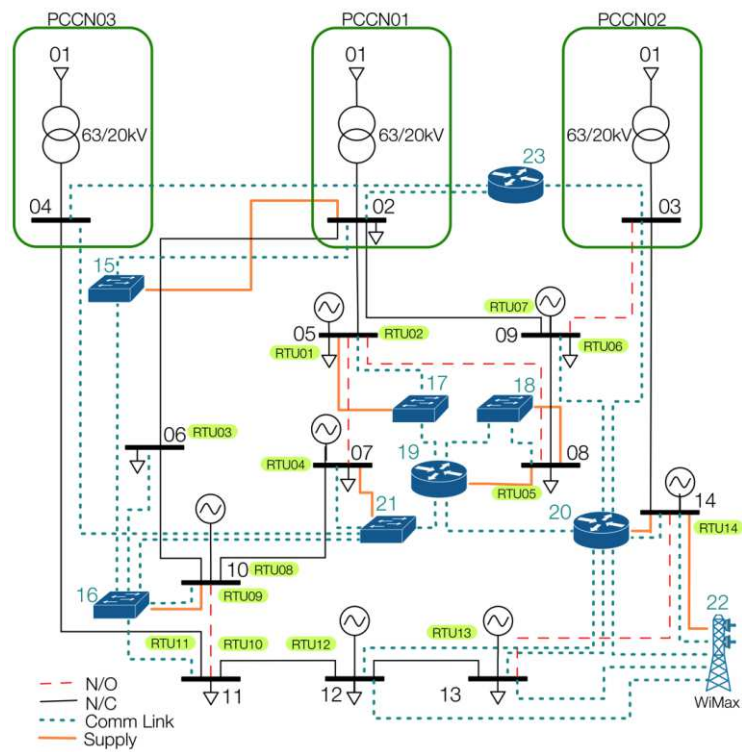 PCCN03
PCCN01
PCCN02
01
01
01
63/20kV
63/20kV
63/20kV
23
04
02
03
15
RTU07
05
RTU02
09
RTU01
RTU06
17
18
06
RTU03
07
19
08
RTU04
RTU05
21
20
14
RTU14
10
RTU08
16
RTU09
22
RTU11
RTU10
RTU12
RTU13
11
12
13
WiMax
N/O
N/C
Comm Link
Supply